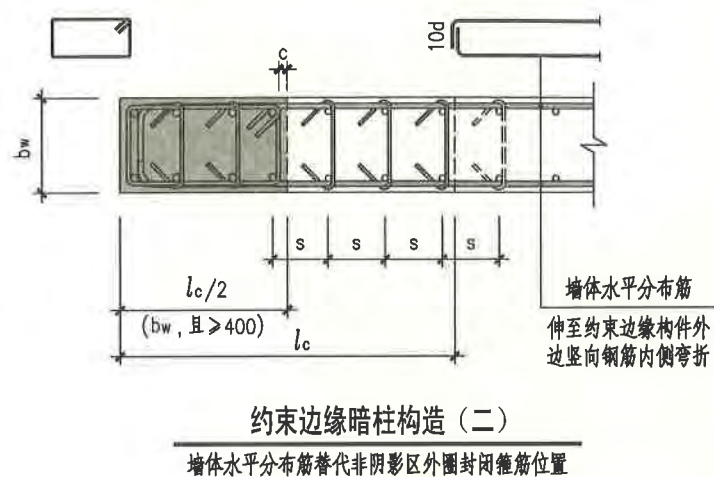 10d
c
bw
s s s s
墙体水平分布筋
伸至约束边缘构件外
边竖向钢筋内侧弯折
lc/2
(bw,且≥400)
lc
约束边缘暗柱构造（二）
墙体水平分布筋替代非阴影区外圈封闭箍筋位置